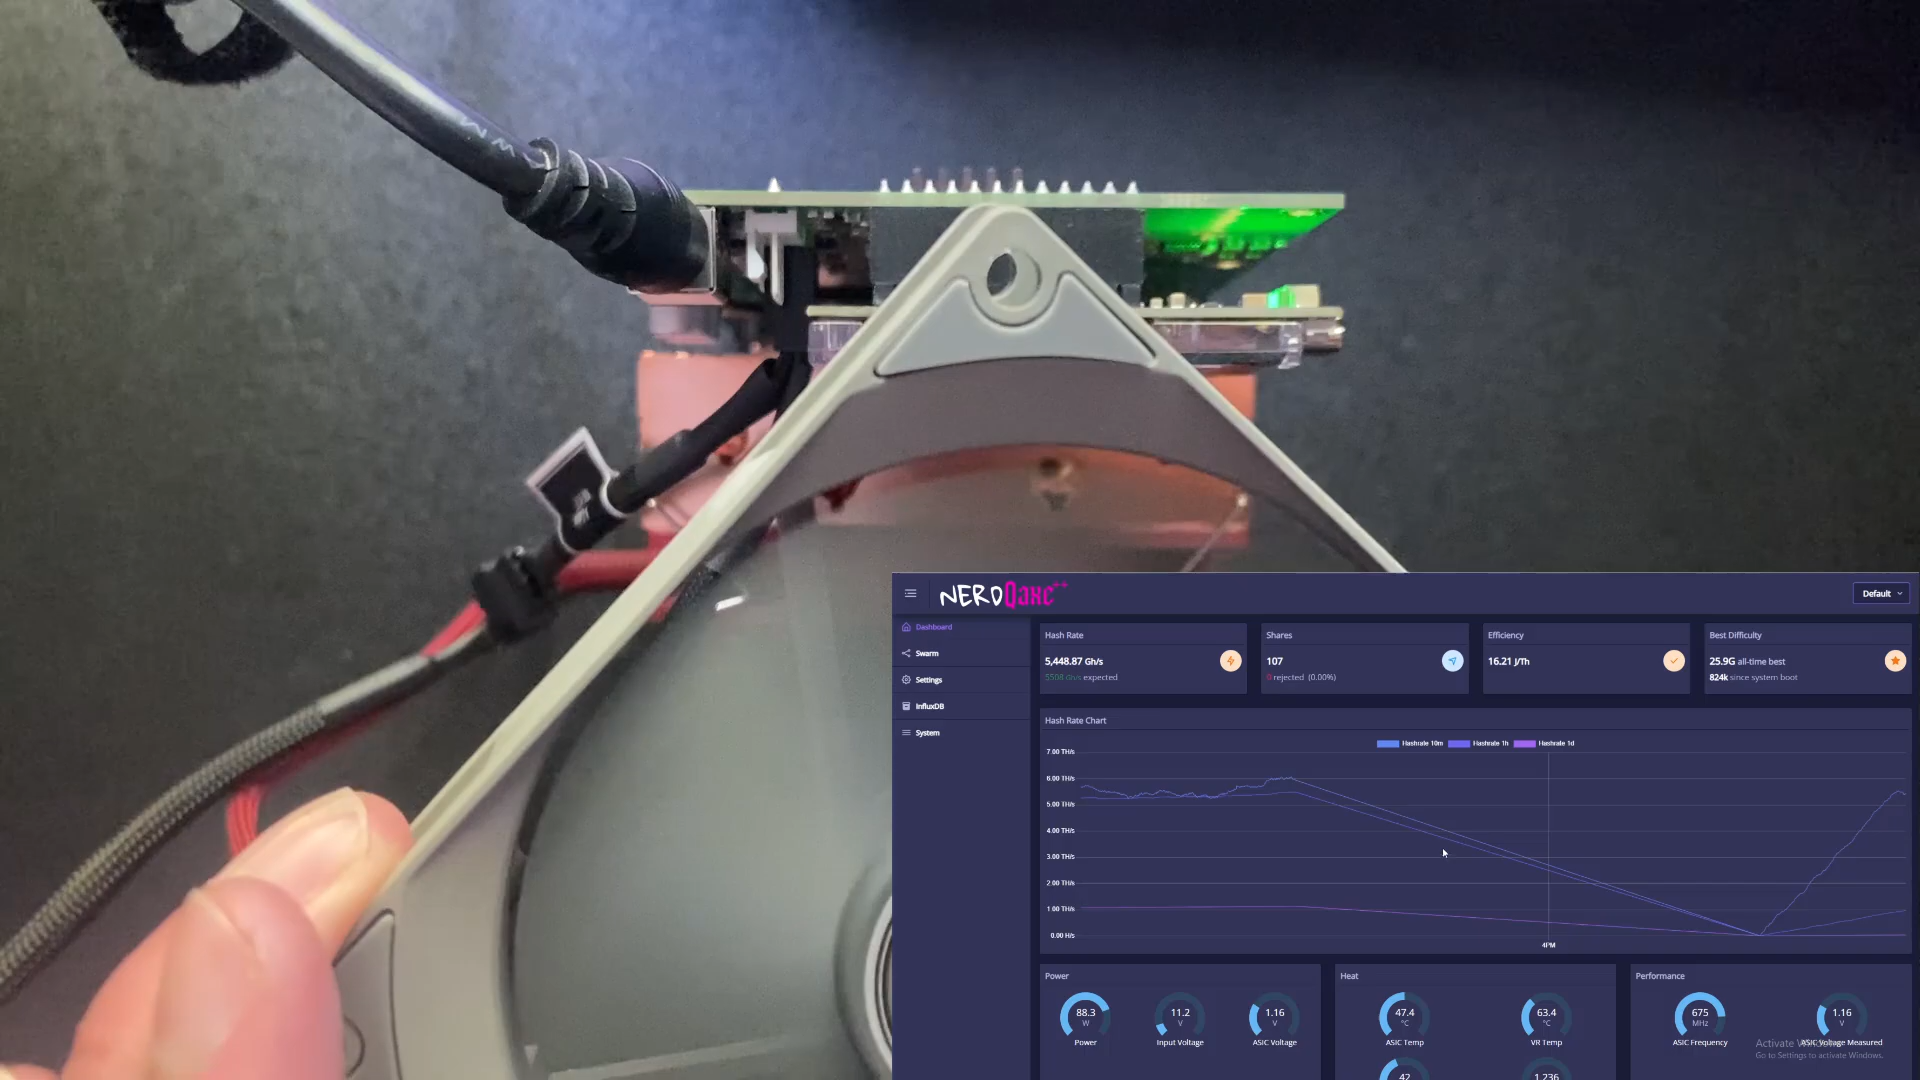 NERDQaxe++
Default
Dashboard
Swarm
Settings
InfluxDB
System
Hash Rate
5,448.87 Gh/s
5508 Gh/s expected
Shares
107
0 rejected (0.00%)
Efficiency
16.21 J/Th
Best Difficulty
25.9G all-time best
824k since system boot
Hash Rate Chart
Hashrate 10m Hashrate 1h Hashrate 1d
7.00 TH/s
6.00 TH/s
5.00 TH/s
4.00 TH/s
3.00 TH/s
2.00 TH/s
1.00 TH/s
0.00 H/s
4PM
Power
88.3
W
Power
11.2
V
Input Voltage
1.16
V
ASIC Voltage
Heat
47.4
°C
ASIC Temp
63.4
°C
VR Temp
42
1,236
Performance
675
MHz
ASIC Frequency
1.16
V
ASIC Voltage Measured
Activate Windows
Go to Settings to activate Windows.